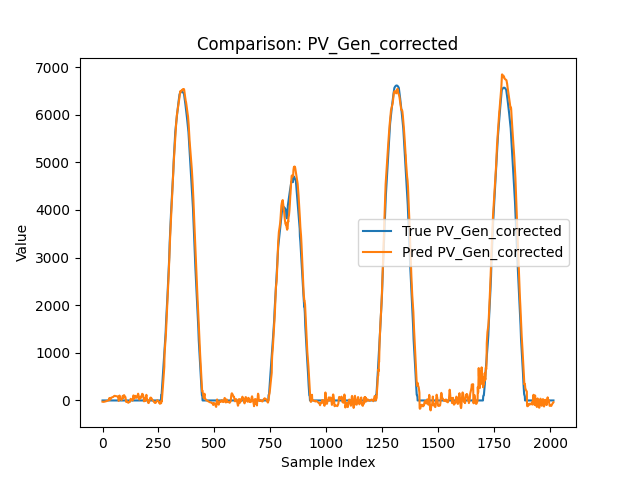 Comparison: PV_Gen_corrected
7000
6000
5000
4000
3000
2000
1000
0
Value
True PV_Gen_corrected
Pred PV_Gen_corrected
0 250 500 750 1000 1250 1500 1750 2000
Sample Index